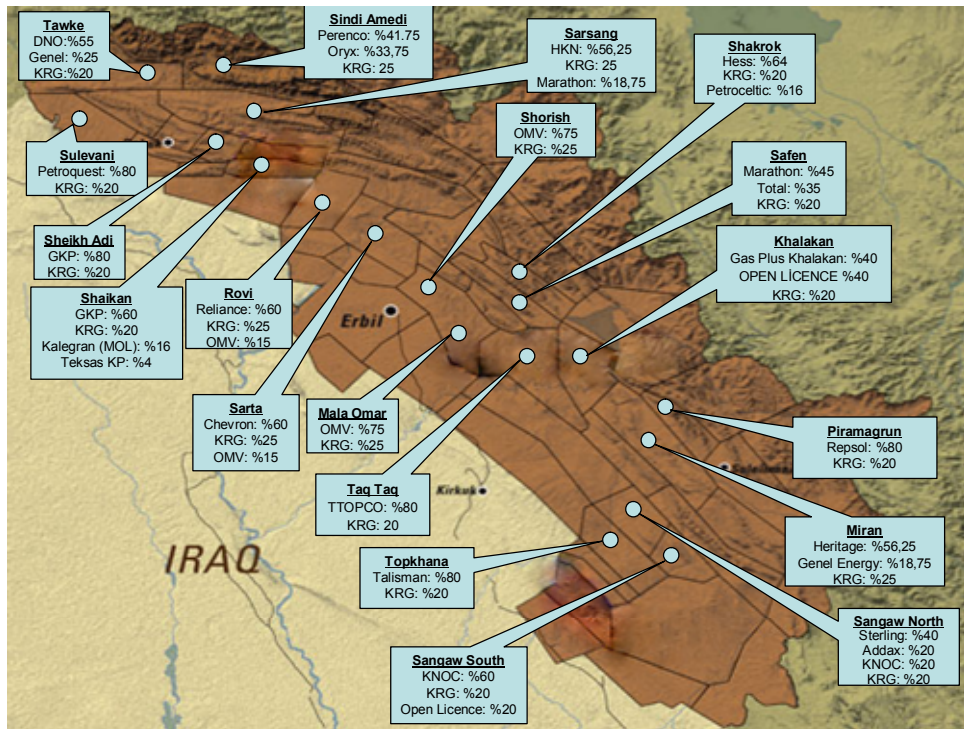 Tawke
DNO:%55
Genel: %25
KRG:%20
Sindi Amedi
Perenco: %41.75
Oryx: %33,75
KRG: 25
Sarsang
HKN: %56,25
KRG: 25
Marathon: %18,75
Shakrok
Hess: %64
KRG: %20
Petroceltic: %16
Shorish
OMV: %75
KRG: %25
Sulevani
Petroquest: %80
KRG: %20
Safen
Marathon: %45
Total: %35
KRG: %20
Sheikh Adi
GKP: %80
KRG: %20
Khalakan
Gas Plus Khalakan: %40
OPEN LİCENCE %40
KRG: %20
Shaikan
GKP: %60
KRG: %20
Kalegran (MOL): %16
Teksas KP: %4
Rovi
Reliance: %60
KRG: %25
OMV: %15
Erbil
Sarta
Chevron: %60
KRG: %25
OMV: %15
Mala Omar
OMV: %75
KRG: %25
Piramagrun
Repsol: %80
KRG: %20
Taq Taq
TTOPCO: %80
KRG: 20
Kirkuk
Miran
Heritage: %56,25
Genel Energy: %18,75
KRG: %25
IRAQ
Topkhana
Talisman: %80
KRG: %20
Sangaw North
Sterling: %40
Addax: %20
KNOC: %20
KRG: %20
Sangaw South
KNOC: %60
KRG: %20
Open Licence: %20